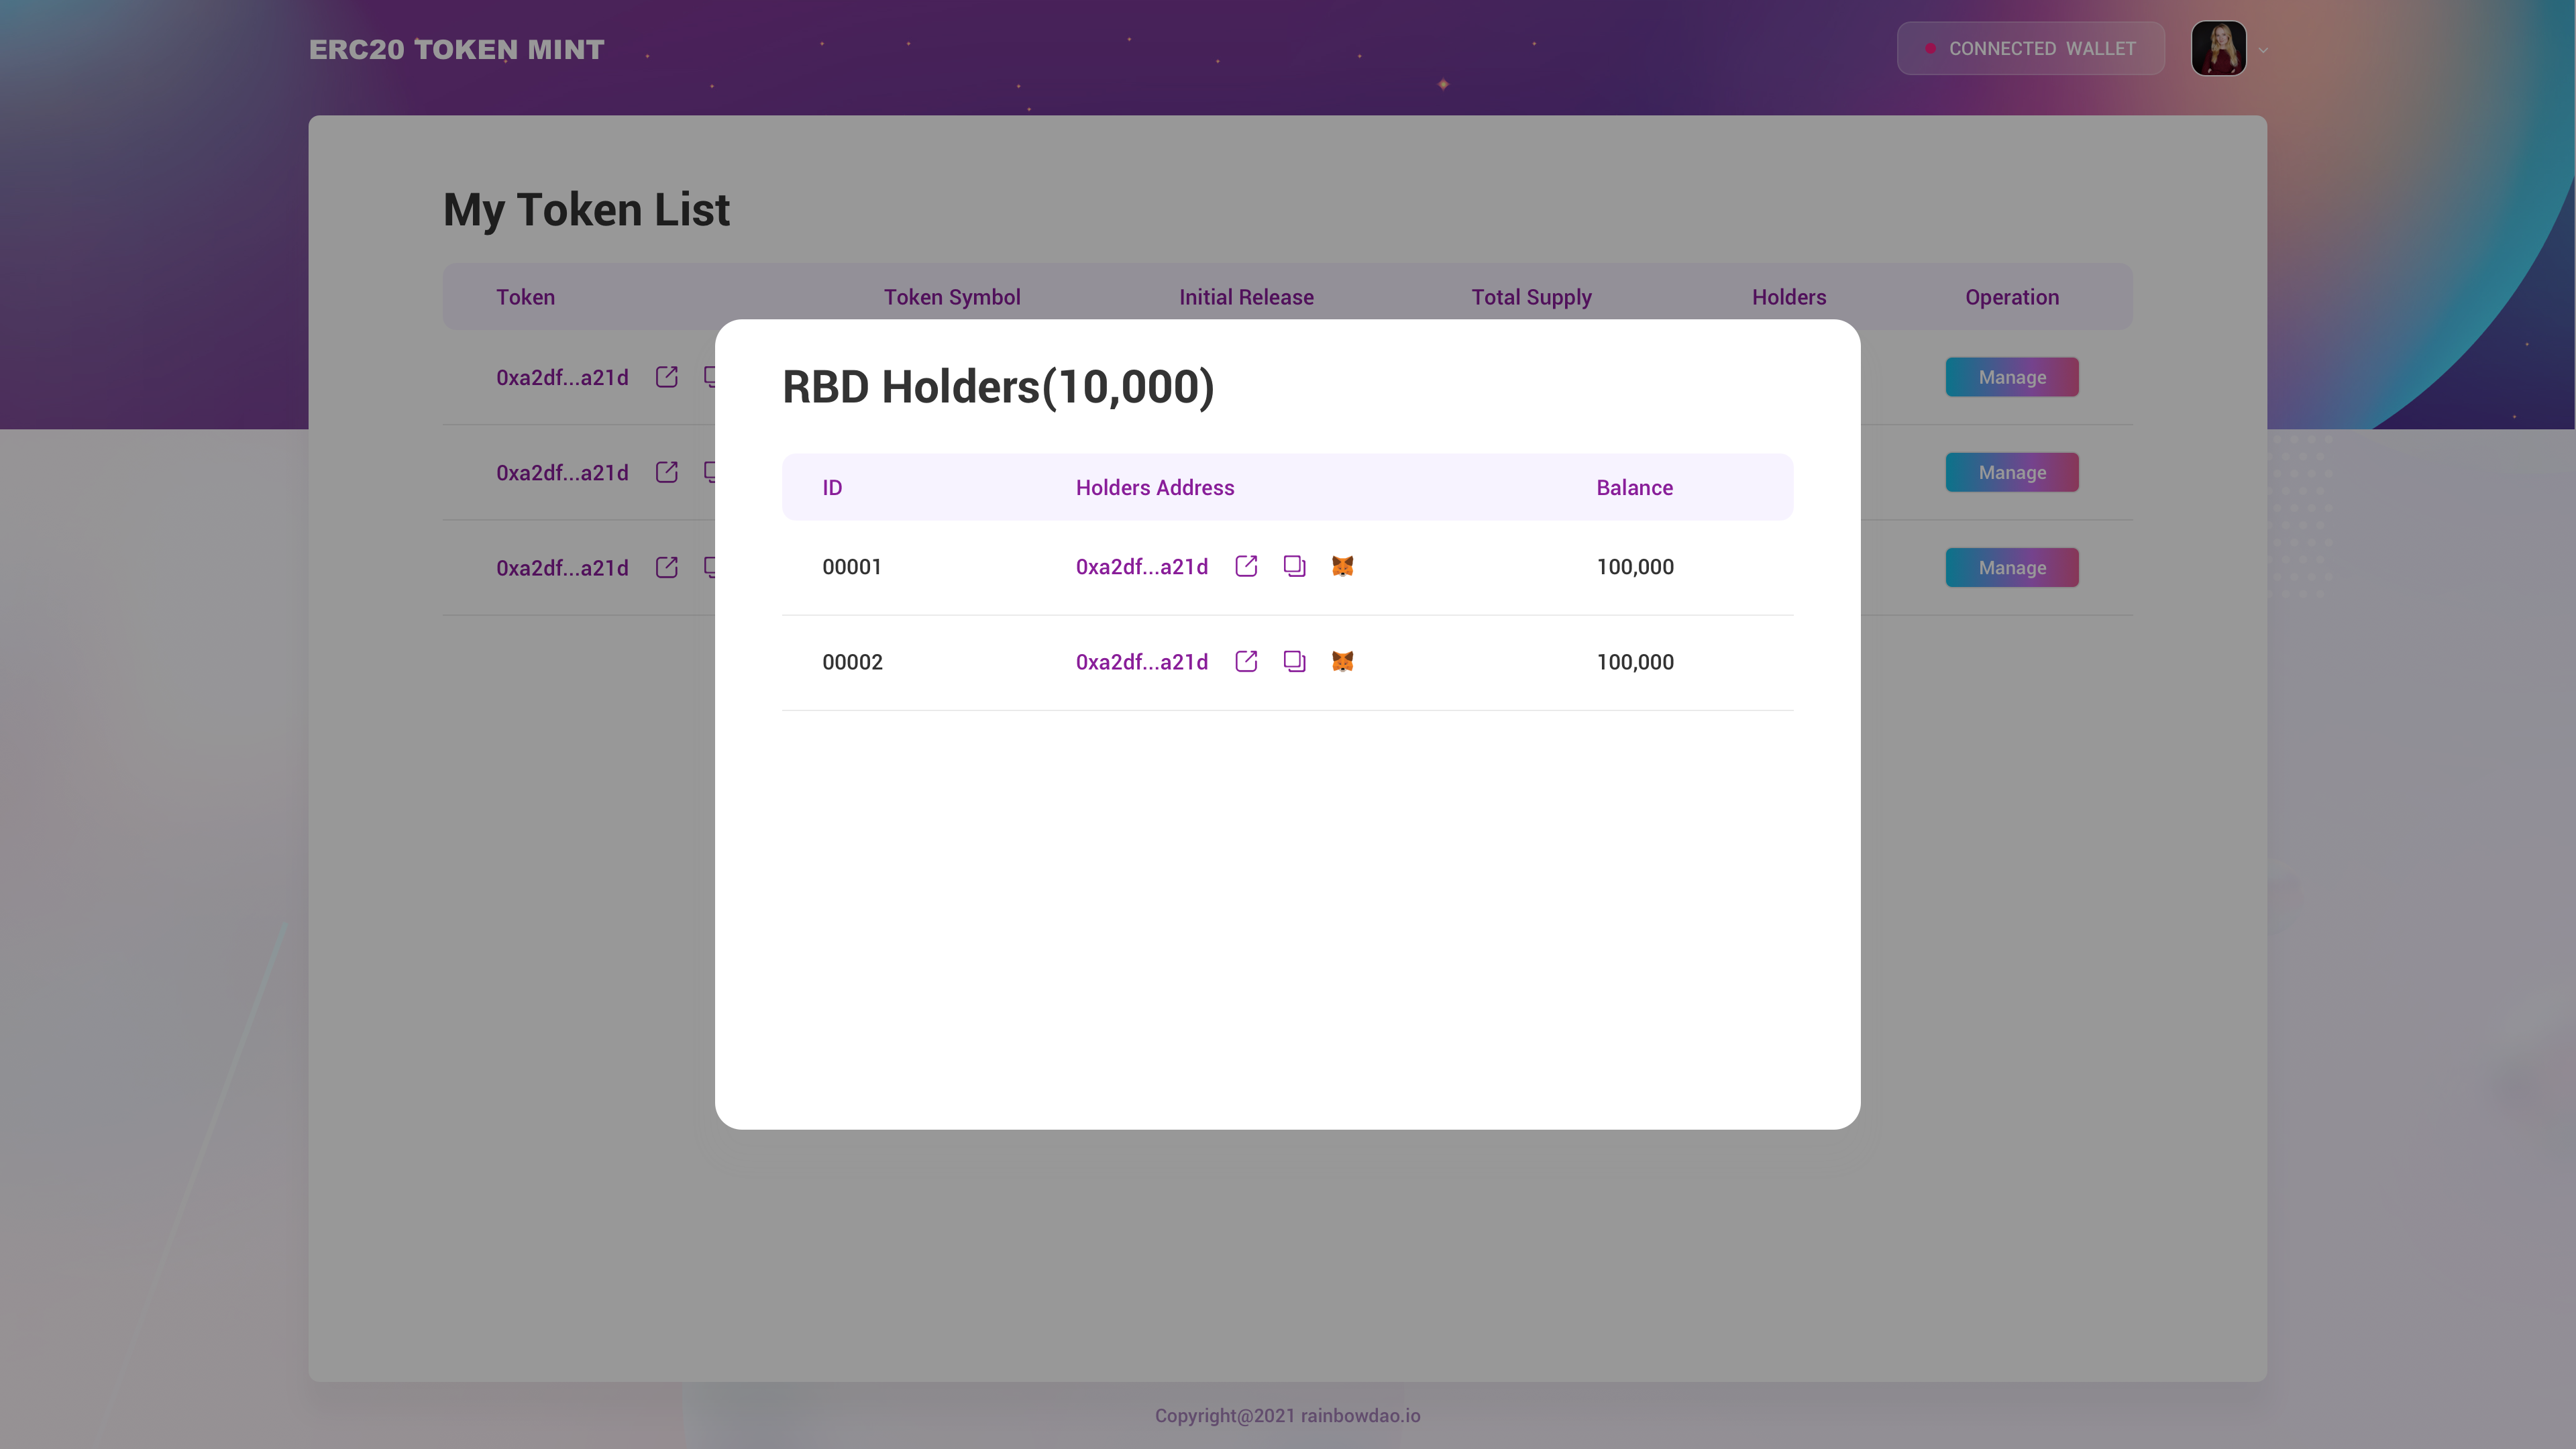 ERC20 TOKEN MINT
CONNECTED WALLET
My Token List
Token Token Symbol Initial Release Total Supply Holders Operation
0xa2df...a21d Manage
0xa2df...a21d Manage
0xa2df...a21d Manage
RBD Holders(10,000)
ID Holders Address Balance
00001 0xa2df...a21d 100,000
00002 0xa2df...a21d 100,000
Copyright@2021 rainbowdao.io